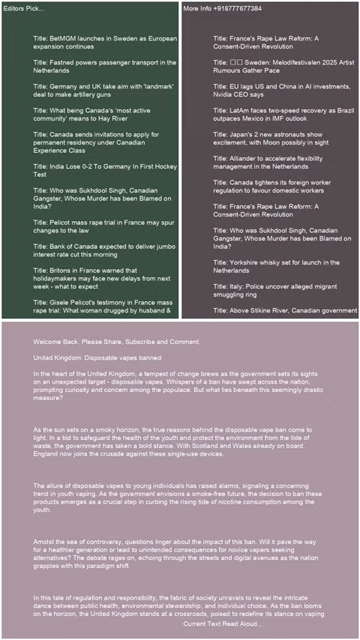 Editors Pick...
Title: BetMGM launches in Sweden as European
expansion continues
Title: Fastned powers passenger transport in the
Netherlands
Title: Germany and UK take aim with 'landmark'
deal to make artillery guns
Title: What being Canada's 'most active
community' means to Hay River
Title: Canada sends invitations to apply for
permanent residency under Canadian
Experience Class
Title: India Lose 0-2 To Germany In First Hockey
Test
Title: Who was Sukhdool Singh, Canadian
Gangster, Whose Murder has been Blamed on
India?
Title: Pelicot mass rape trial in France may spur
changes to the law
Title: Bank of Canada expected to deliver jumbo
interest rate cut this morning
Title: Britons in France warned that
holidaymakers may face new delays from next
week - what to expect
Title: Gisele Pelicot's testimony in France mass
rape trial: What woman drugged by husband &
More Info +918777677384
Title: France's Rape Law Reform: A
Consent-Driven Revolution
Title: Sweden: Melodifestivalen 2025 Artist
Rumours Gather Pace
Title: EU lags US and China in AI investments,
Nvidia CEO says
Title: LatAm faces two-speed recovery as Brazil
outpaces Mexico in IMF outlook
Title: Japan's 2 new astronauts show
excitement, with Moon possibly in sight
Title: Alliander to accelerate flexibility
management in the Netherlands
Title: Canada tightens its foreign worker
regulation to favour domestic workers
Title: France's Rape Law Reform: A
Consent-Driven Revolution
Title: Who was Sukhdool Singh, Canadian
Gangster, Whose Murder has been Blamed on
India?
Title: Yorkshire whisky set for launch in the
Netherlands
Title: Italy: Police uncover alleged migrant
smuggling ring
Title: Above Stikine River, Canadian government
Welcome Back. Please Share, Subscribe and Comment.
United Kingdom: Disposable vapes banned
In the heart of the United Kingdom, a tempest of change brews as the government sets its sights
on an unexpected target - disposable vapes. Whispers of a ban have swept across the nation,
prompting curiosity and concern among the populace. But what lies beneath this seemingly drastic
measure?
As the sun sets on a smoky horizon, the true reasons behind the disposable vape ban come to
light. In a bid to safeguard the health of the youth and protect the environment from the tide of
waste, the government has taken a bold stance. With Scotland and Wales already on board,
England now joins the crusade against these single-use devices.
The allure of disposable vapes to young individuals has raised alarms, signaling a concerning
trend in youth vaping. As the government envisions a smoke-free future, the decision to ban these
products emerges as a crucial step in curbing the rising tide of nicotine consumption among the
youth.
Amidst the sea of controversy, questions linger about the impact of this ban. Will it pave the way
for a healthier generation or lead to unintended consequences for novice vapers seeking
alternatives? The debate rages on, echoing through the streets and digital avenues as the nation
grapples with this paradigm shift.
In this tale of regulation and responsibility, the fabric of society unravels to reveal the intricate
dance between public health, environmental stewardship, and individual choice. As the ban looms
on the horizon, the United Kingdom stands at a crossroads, poised to redefine its stance on vaping
Current Text Read Aloud...